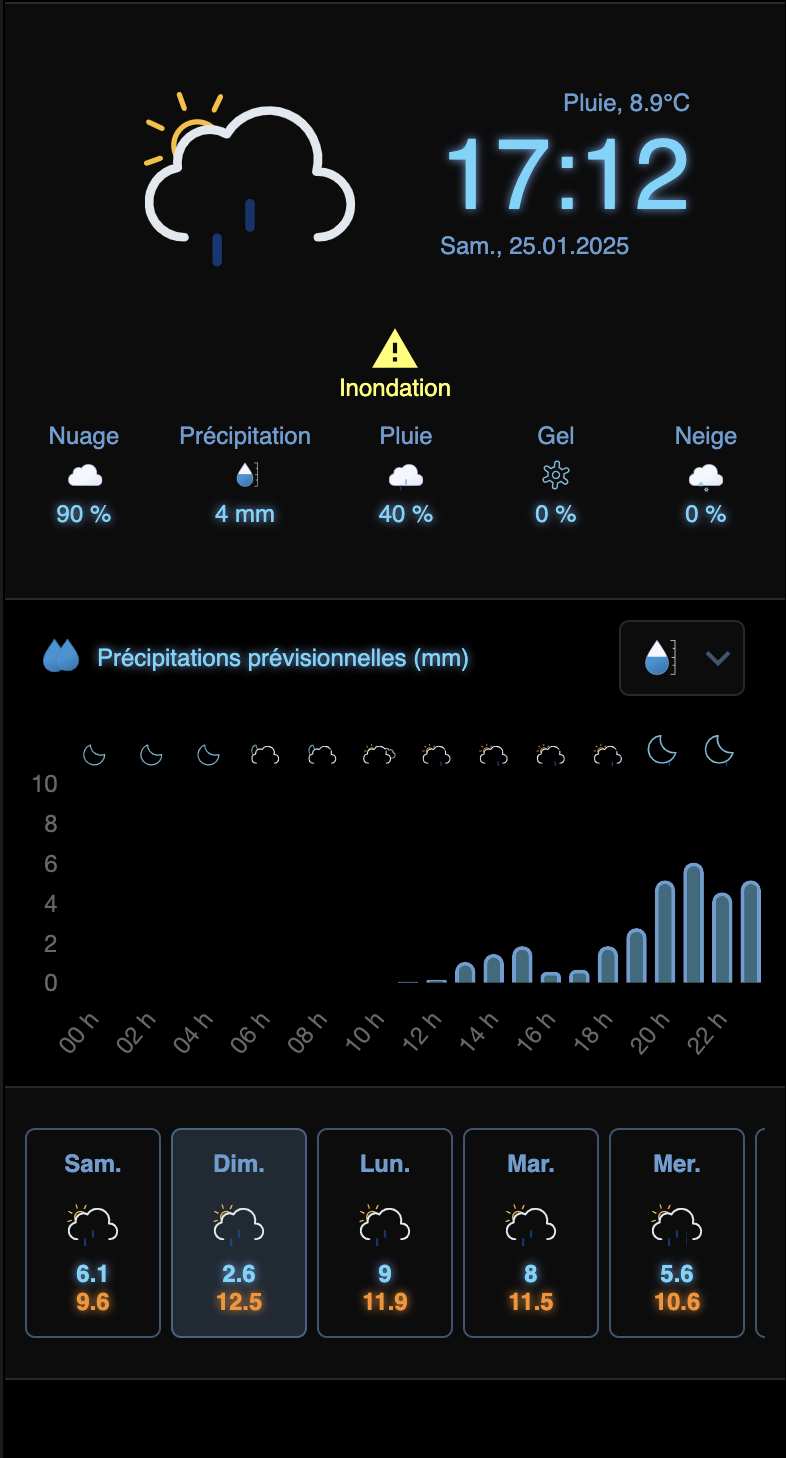 Pluie, 8.9°C
17:12
Sam., 25.01.2025
Inondation
Nuage Précipitation Pluie Gel Neige
90 % 4 mm 40 % 0 % 0 %
Précipitations prévisionnelles (mm)
10
8
6
4
2
0
00 h 02 h 04 h 06 h 08 h 10 h 12 h 14 h 16 h 18 h 20 h 22 h
Sam. Dim. Lun. Mar. Mer.
6.1 2.6 9 8 5.6
9.6 12.5 11.9 11.5 10.6